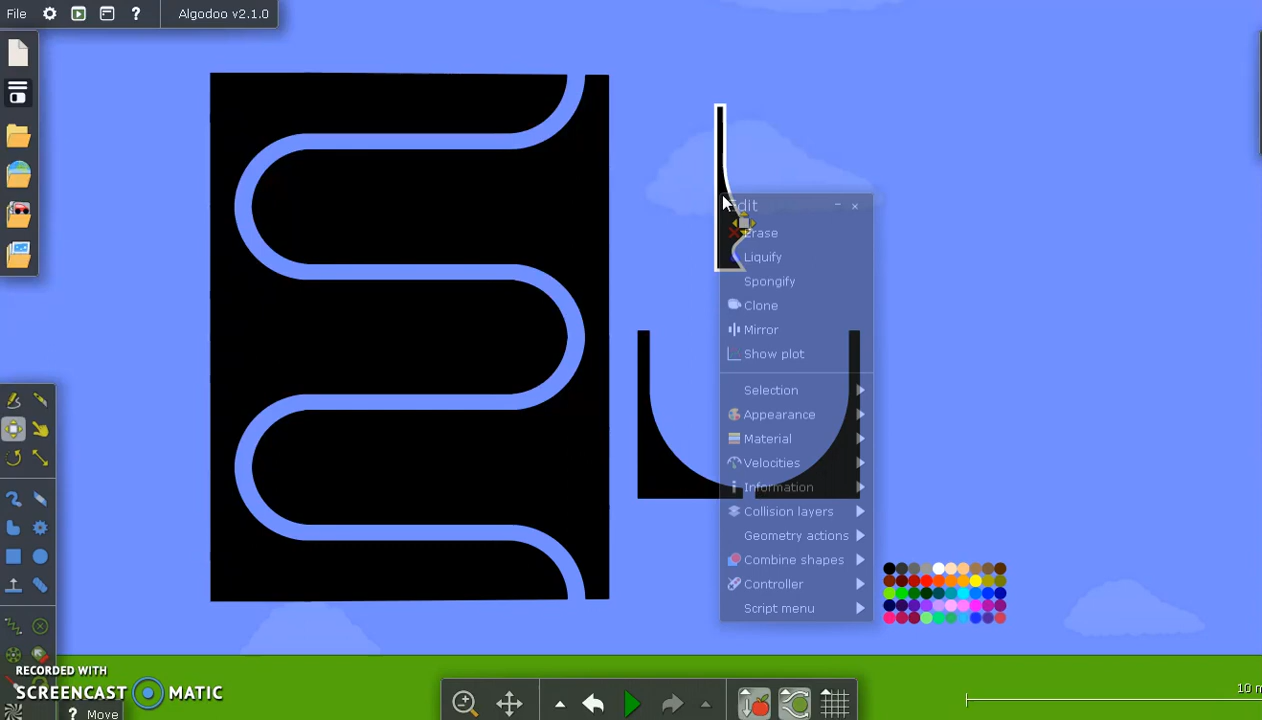 File
?
Algodoo v2.1.0
Edit
Erase
Liquify
Spongify
Clone
Mirror
Show plot
Selection
Appearance
Material
Velocities
Information
Collision layers
Geometry actions
Combine shapes
Controller
Script menu
RECORDED WITH
SCREENCAST MATIC
? Move
10 m